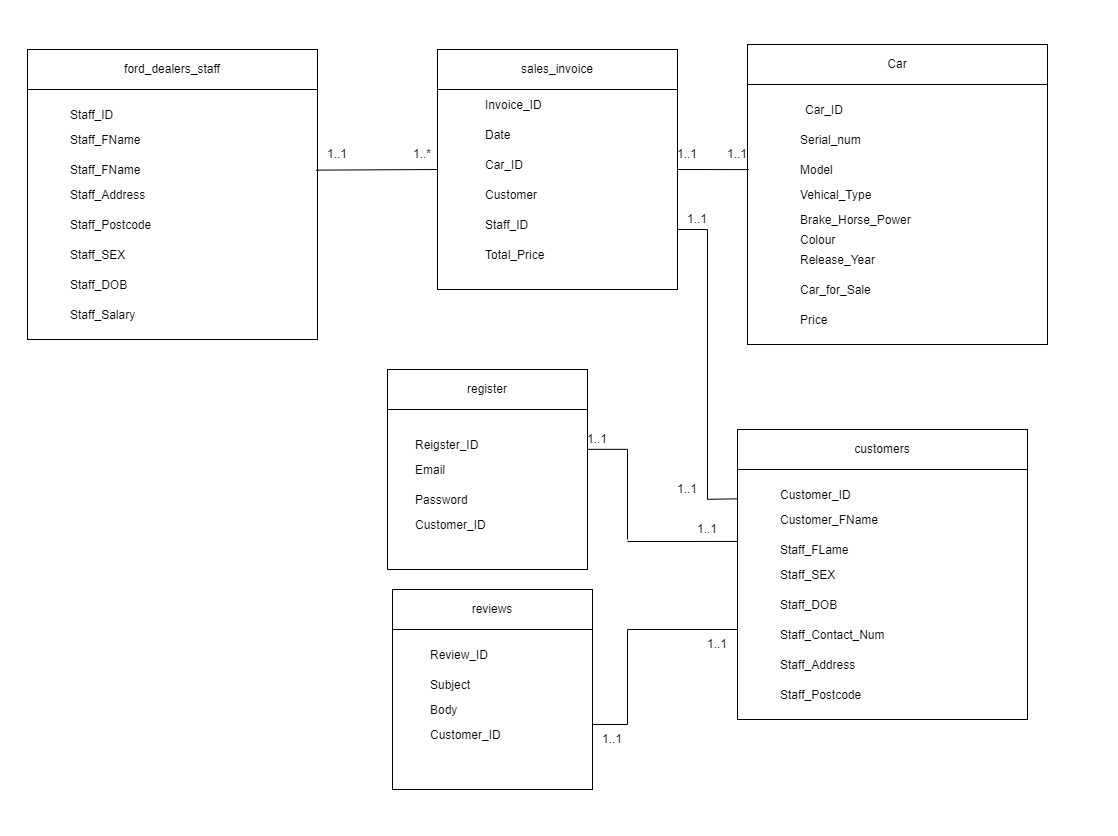 ford_dealers_staff
Staff_ID
Staff_FName
Staff_FName
Staff_Address
Staff_Postcode
Staff_SEX
Staff_DOB
Staff_Salary
1..1
1..*
sales_invoice
Invoice_ID
Date
Car_ID
Customer
Staff_ID
Total_Price
1..1
1..1
Car
Car_ID
Serial_num
Model
Vehical_Type
Brake_Horse_Power
Colour
Release_Year
Car_for_Sale
Price
1..1
1..1
register
Reigster_ID
Email
Password
Customer_ID
1..1
1..1
customers
Customer_ID
Customer_FName
Staff_FLame
Staff_SEX
Staff_DOB
Staff_Contact_Num
Staff_Address
Staff_Postcode
reviews
Review_ID
Subject
Body
Customer_ID
1..1
1..1